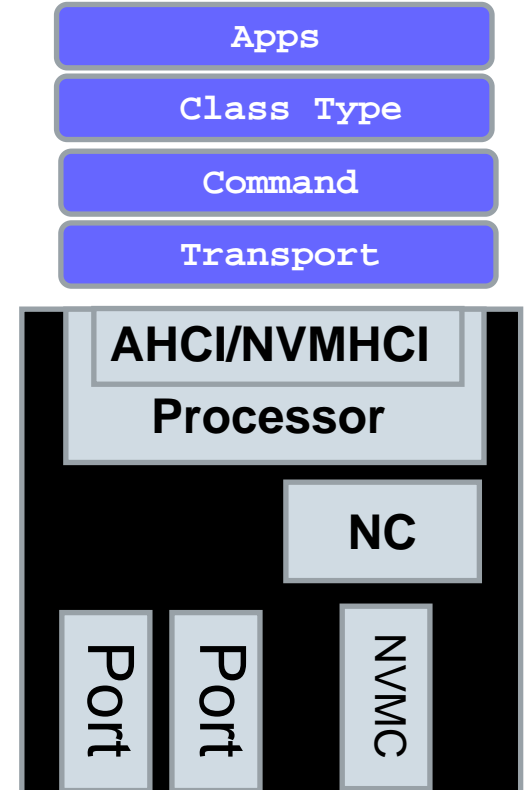 Apps
Class Type
Command
Transport
AHCI/NVMHCI
Processor
NC
Port
Port
NVMC